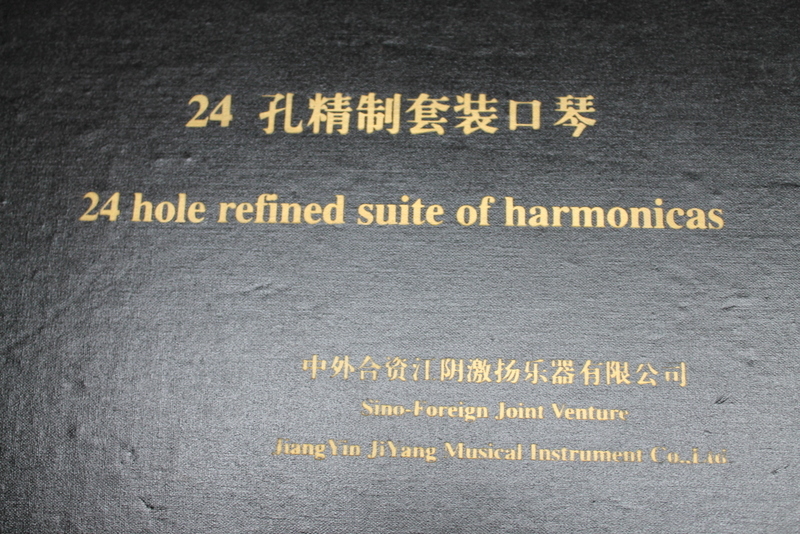 24 孔精制套装口琴
24 hole refined suite of harmonicas
中外合资江阴激扬乐器有限公司
Sino-Foreign Joint Venture
JiangYin JiYang Musical Instrument Co.,Ltd.